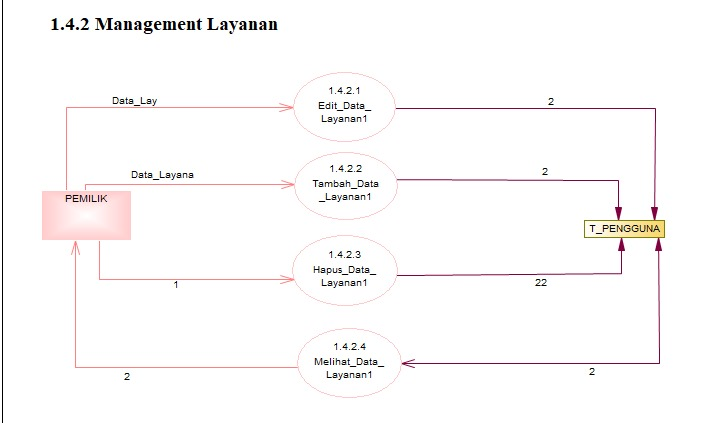 1.4.2 Management Layanan
1.4.2.1
Edit_Data_
Layanan1
Data_Lay
2
1.4.2.2
Tambah_Data
_Layanan1
Data_Layana
2
PEMILIK
T_PENGGUNA
1.4.2.3
Hapus_Data_
Layanan1
1
22
1.4.2.4
Melihat_Data_
Layanan1
2
2